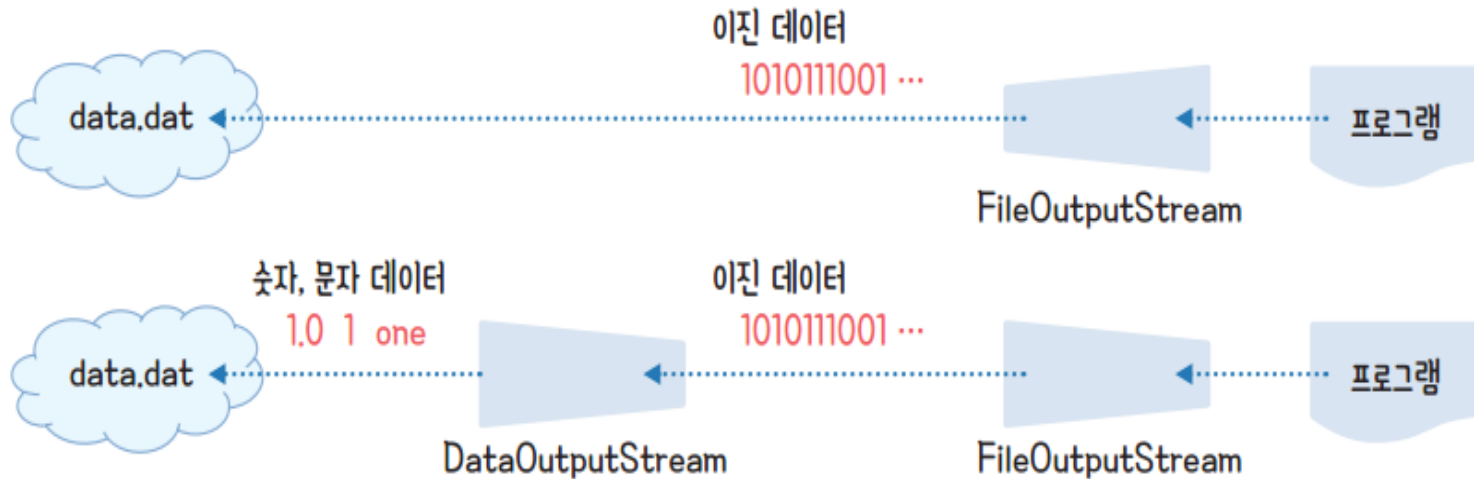 이진 데이터
1010111001 ···
data.dat
프로그램
FileOutputStream
숫자, 문자 데이터
이진 데이터
1.0 1 one
1010111001 ···
data.dat
프로그램
DataOutputStream
FileOutputStream